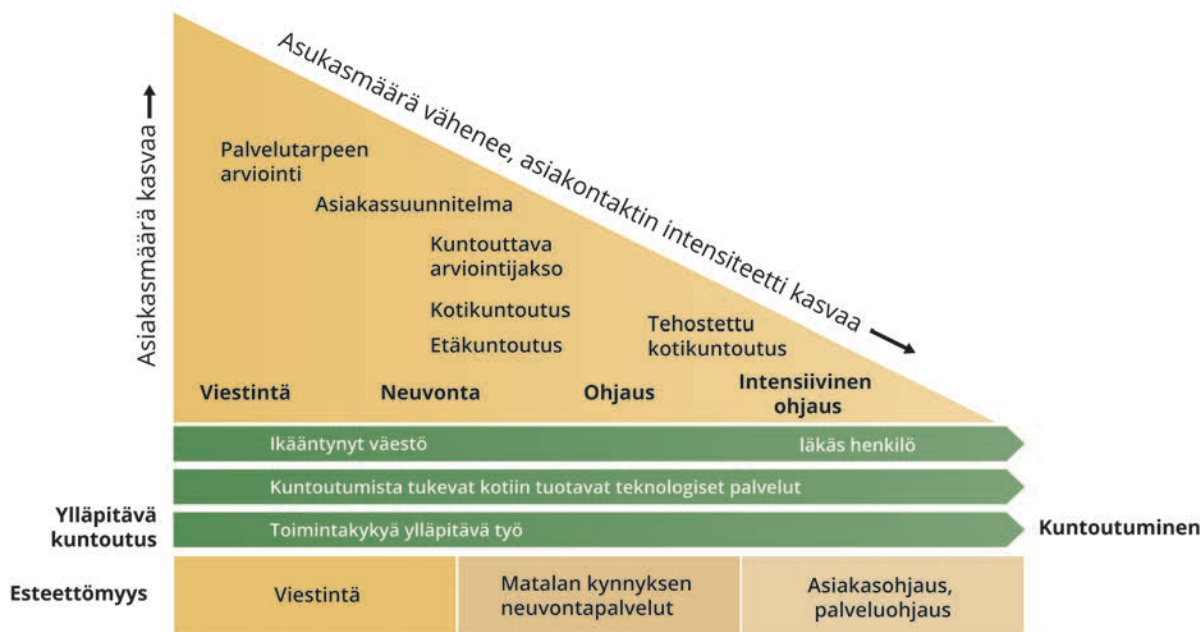 Asiakasmäärä kasvaa
Asukasmäärä vähenee, asiakontaktin intensiteetti kasvaa
Palvelutarpeen
arviointi
Asiakassuunnitelma
Kuntouttava
arviointijakso
Kotikuntoutus
Etäkuntoutus
Tehostettu
kotikuntoutus
Viestintä
Neuvonta
Ohjaus
Intensiivinen
ohjaus
Ikääntynyt väestö
Iäkäs henkilö
Kuntoutumista tukevat kotiin tuotavat teknologiset palvelut
Ylläpitävä
kuntoutus
Toimintakykyä ylläpitävä työ
Kuntoutuminen
Esteettömyys
Viestintä
Matalan kynnyksen
neuvontapalvelut
Asiakasohjaus,
palveluohjaus